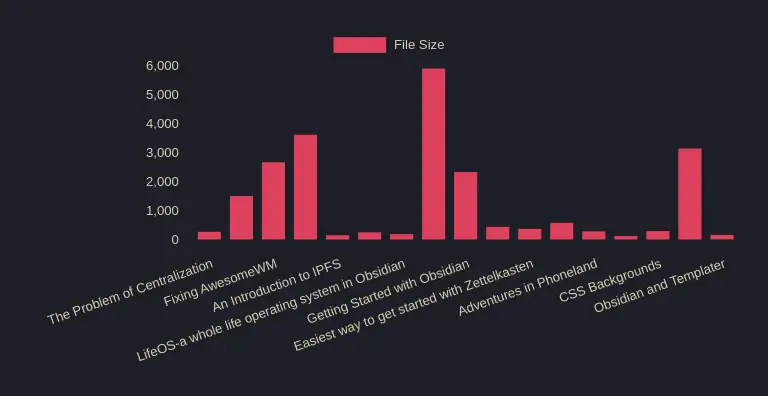 File Size
6,000
5,000
4,000
3,000
2,000
1,000
0
The Problem of Centralization
Fixing AwesomeWM
An Introduction to IPFS
LifeOS-a whole life operating system in Obsidian
Getting Started with Obsidian
Easiest way to get started with Zettelkasten
Adventures in Phoneland
CSS Backgrounds
Obsidian and Templater